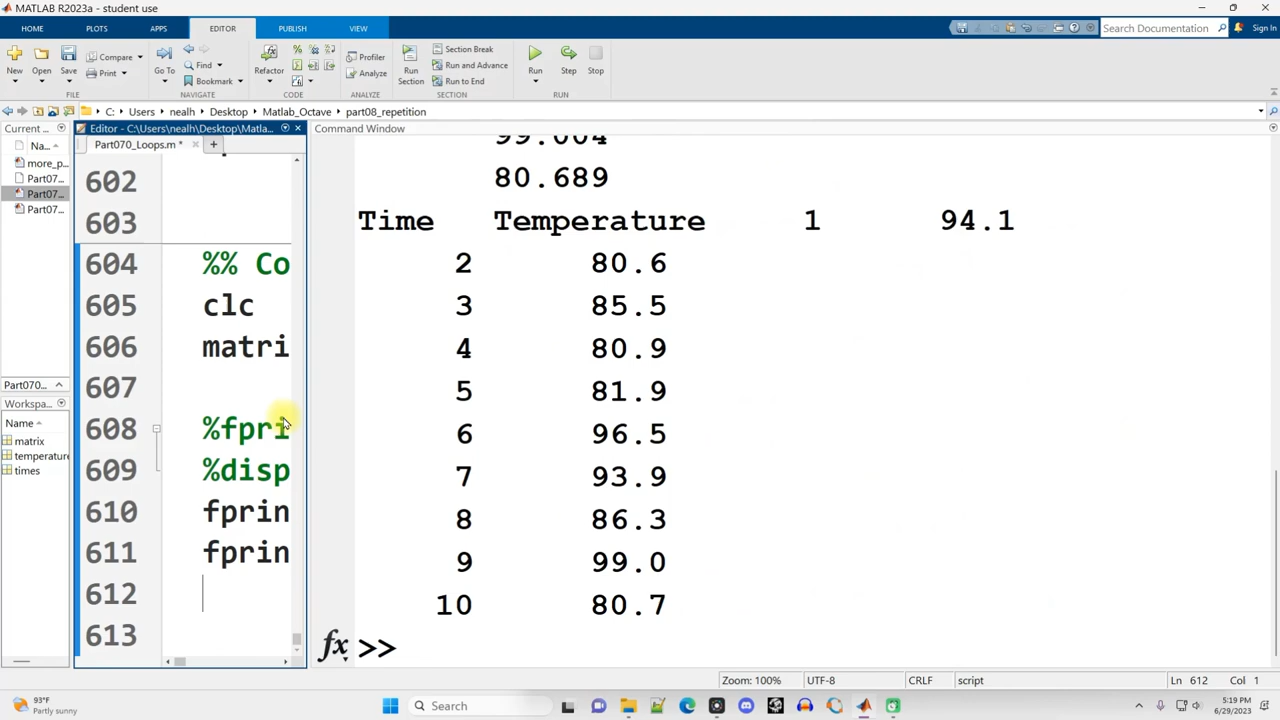 MATLAB R2023a - student use
HOME PLOTS APPS EDITOR PUBLISH VIEW Search Documentation Sign In
New Open Save Compare Print Go To Find Bookmark Refactor Profiler Analyze Run Section Section Break Run and Advance Run to End Run Step Stop
FILE NAVIGATE CODE ANALYZE SECTION RUN
C: Users nealh Desktop Matlab_Octave part08_repetition
Current ... Editor - C:\Users\nealh\Desktop\Matla... Command Window
Na... Part070_Loops.m *
more_p...
Part07...
Part07...
Part07...
Part070...
Workspa...
Name
matrix
temperature
times
602
603
604 %% Co
605 clc
606 matri
607
608 %fpri
609 %disp
610 fprin
611 fprin
612
613
99.004
80.689
Time Temperature 1 94.1
2 80.6
3 85.5
4 80.9
5 81.9
6 96.5
7 93.9
8 86.3
9 99.0
10 80.7
fx >>
Zoom: 100% UTF-8 CRLF script Ln 612 Col 1
93°F
Partly sunny
Search
5:19 PM
6/29/2023